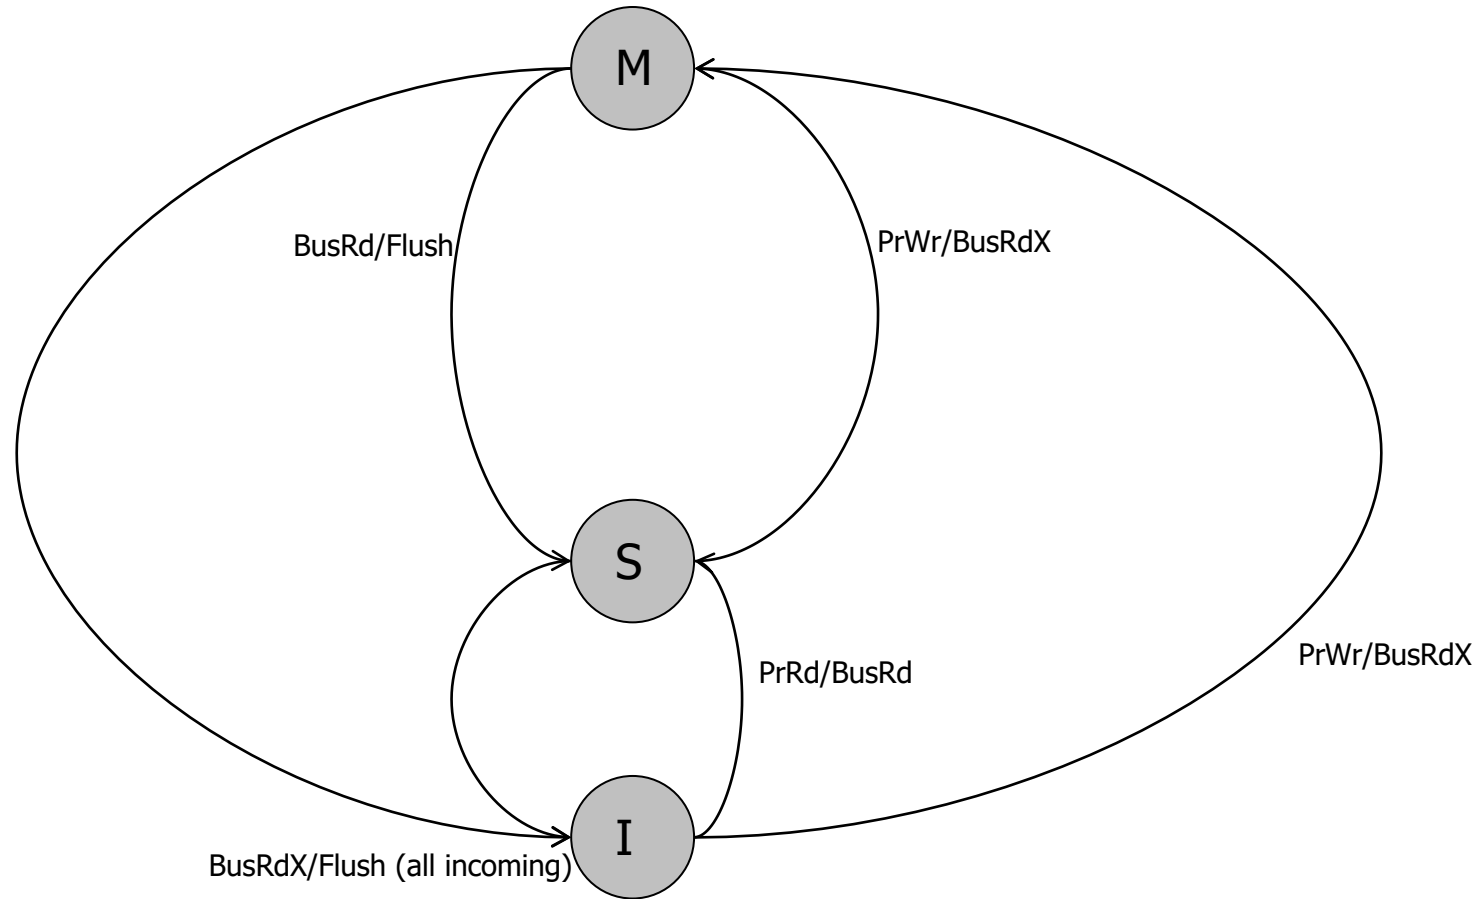 M
BusRd/Flush
PrWr/BusRdX
S
PrRd/BusRd
PrWr/BusRdX
I
BusRdX/Flush (all incoming)